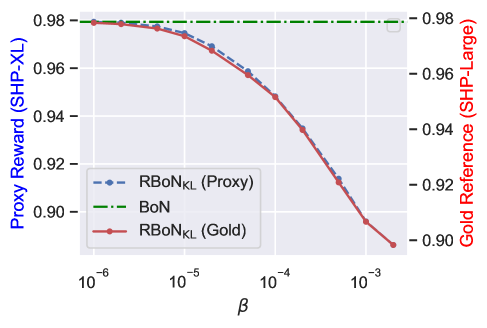 Proxy Reward (SHP-XL)
0.98
0.96
0.94
0.92
0.90
0.98
0.96
0.94
0.92
0.90
Gold Reference (SHP-Large)
RBoN_KL (Proxy)
BoN
RBoN_KL (Gold)
10⁻⁶
10⁻⁵
10⁻⁴
10⁻³
β